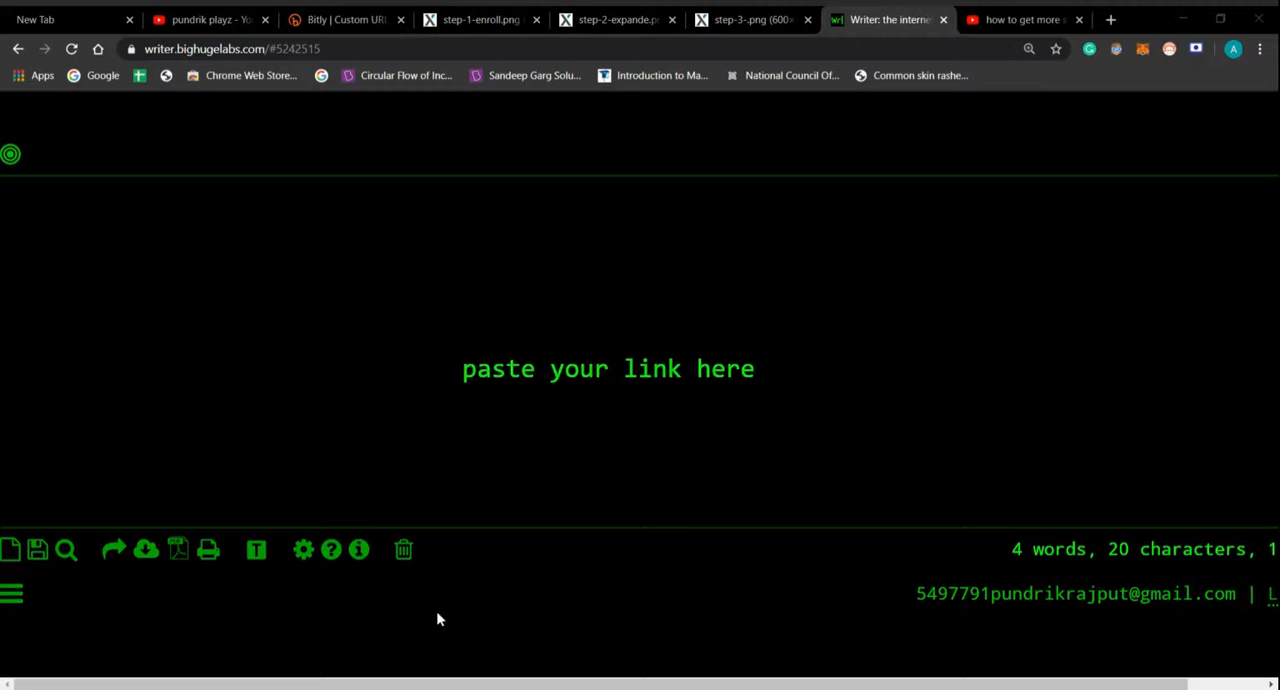 New Tab
pundrik playz - Yo
Bitly | Custom URL
step-1-enroll.png
step-2-expande.pr
step-3-.png (600×
Writer: the interne
how to get more s
writer.bighugelabs.com/#5242515
A
Apps
Google
Chrome Web Store...
Circular Flow of Inc...
Sandeep Garg Solu...
Introduction to Ma...
National Council Of...
Common skin rashe...
paste your link here
T
4 words, 20 characters, 1
5497791pundrikrajput@gmail.com | L